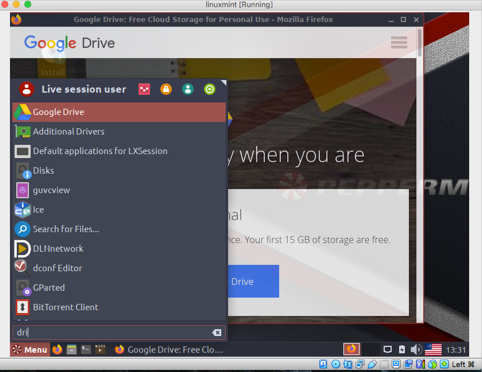 linuxmint [Running]
Google Drive: Free Cloud Storage for Personal Use - Mozilla Firefox
Google Drive
Install
Live session user
Google Drive
Additional Drivers
Default applications for LXSession
Disks
guvcview
Ice
Search for Files...
DLNnetwork
dconf Editor
GParted
BitTorrent Client
dri
y when you are
PEPPERM
nal
ice. Your first 15 GB of storage are free.
Drive
Menu
Google Drive: Free Clo...
13:31
Left ⌘